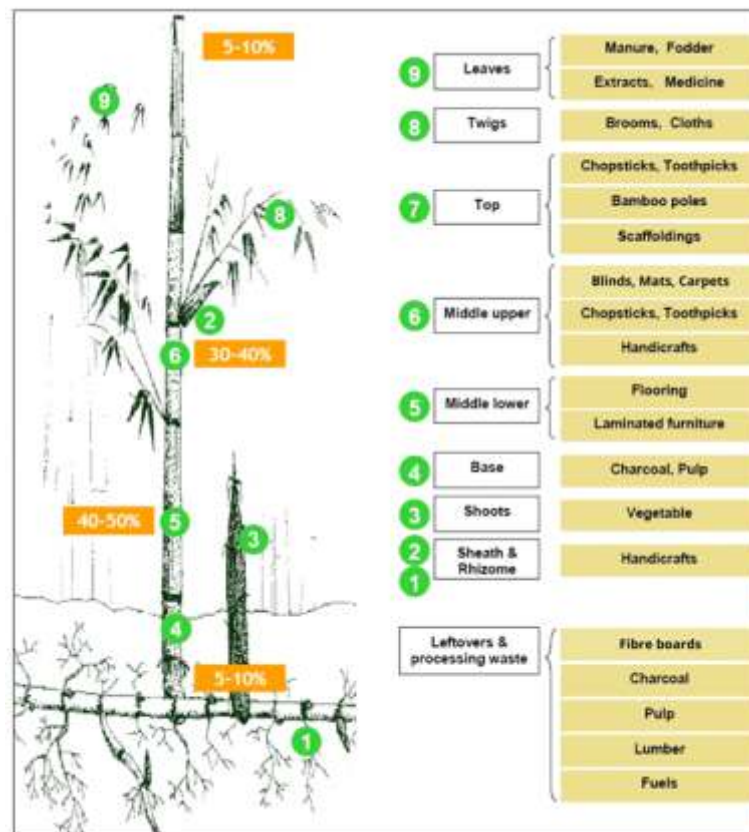 5-10%
9
8
2
6
30-40%
40-50%
5
3
4
5-10%
1
9
Leaves
Manure, Fodder
Extracts, Medicine
8
Twigs
Brooms, Cloths
7
Top
Chopsticks, Toothpicks
Bamboo poles
Scaffoldings
6
Middle upper
Blinds, Mats, Carpets
Chopsticks, Toothpicks
Handicrafts
5
Middle lower
Flooring
Laminated furniture
4
Base
Charcoal, Pulp
3
Shoots
Vegetable
2
1
Sheath &
Rhizome
Handicrafts
Leftovers &
processing waste
Fibre boards
Charcoal
Pulp
Lumber
Fuels